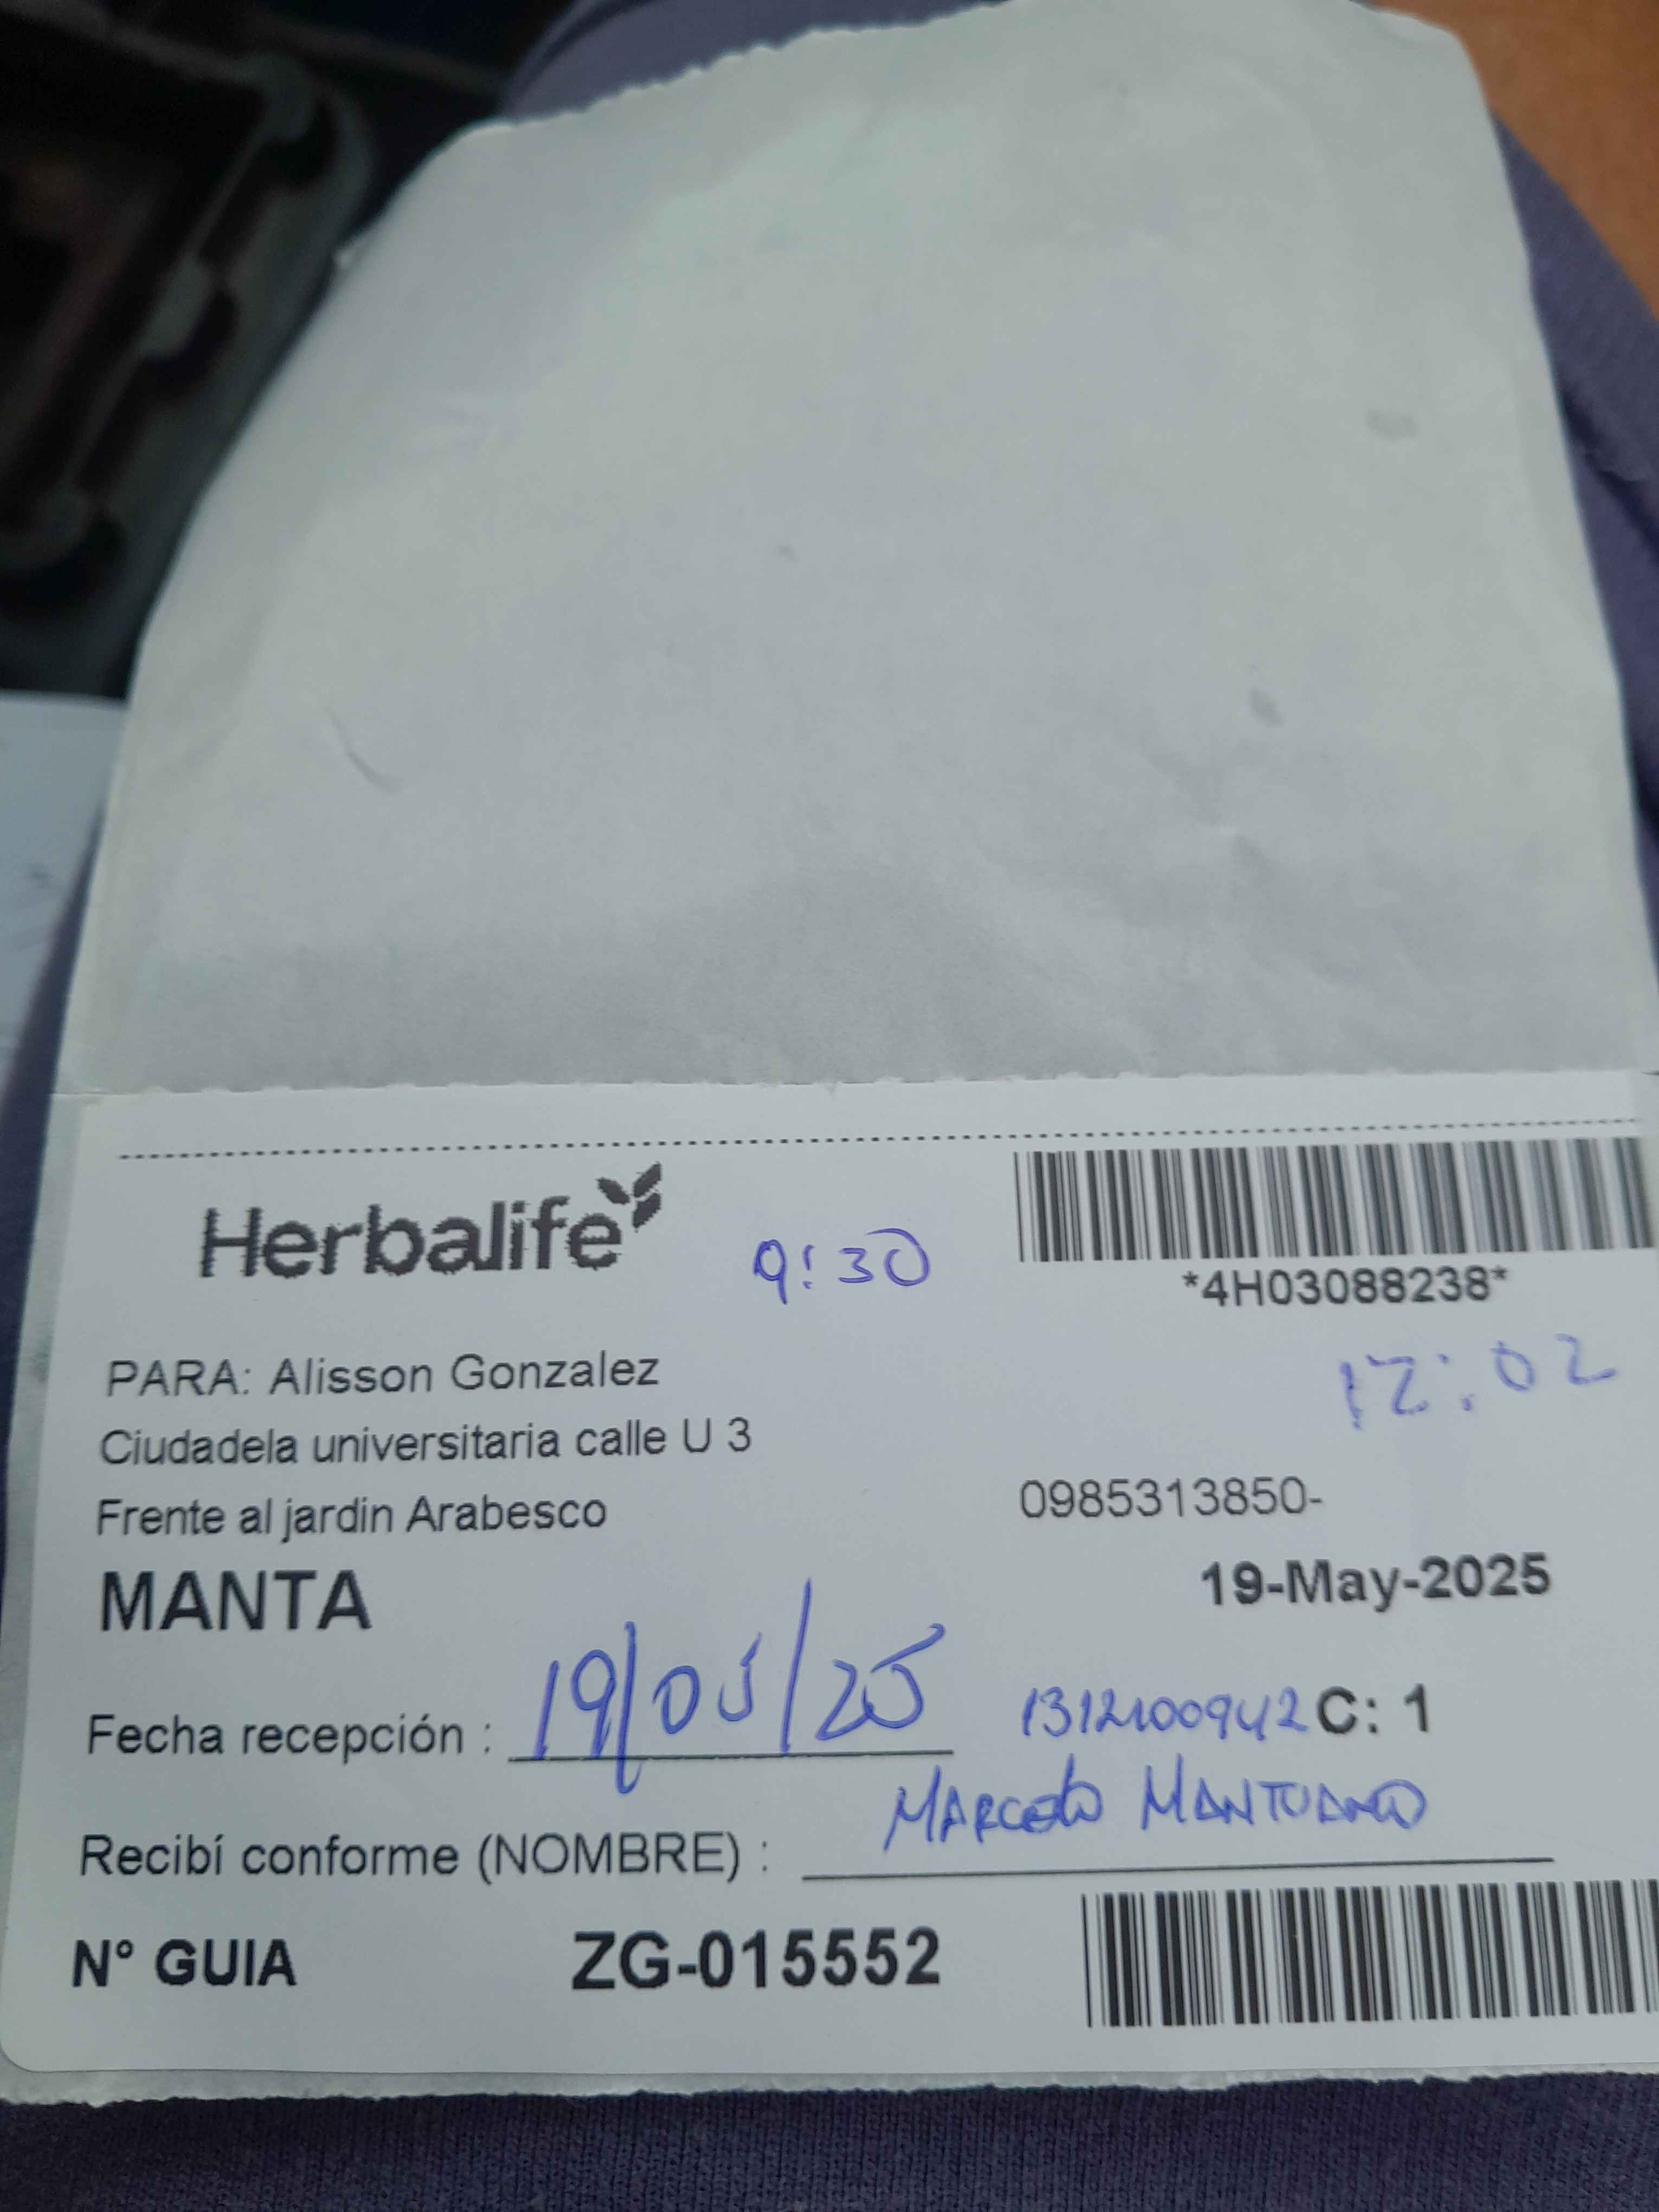 Herbalife
9:30
*4H03088238*
12:02
PARA: Alisson Gonzalez
Ciudadela universitaria calle U 3
Frente al jardin Arabesco
0985313850-
MANTA
19-May-2025
Fecha recepción : 19/05/25
C: 1
Recibí conforme (NOMBRE) : Marcelo Mantuano
N° GUIA ZG-015552